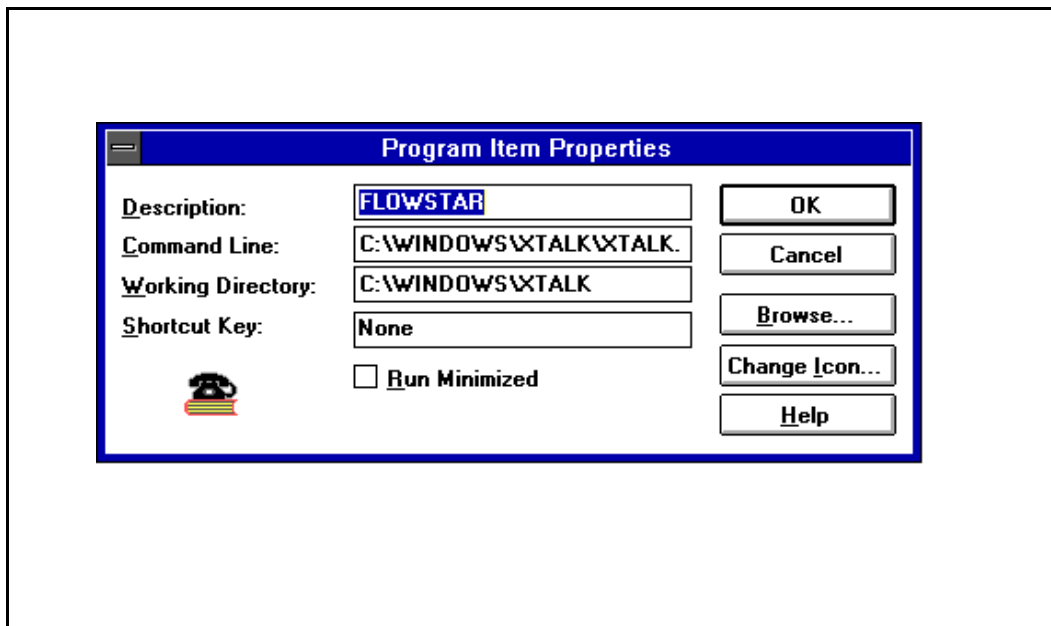 Program Item Properties
Description: FLOWSTAR OK
Command Line: C:\WINDOWS\XTALK\XTALK. Cancel
Working Directory: C:\WINDOWS\XTALK
Shortcut Key: None Browse...
Run Minimized Change Icon...
Help